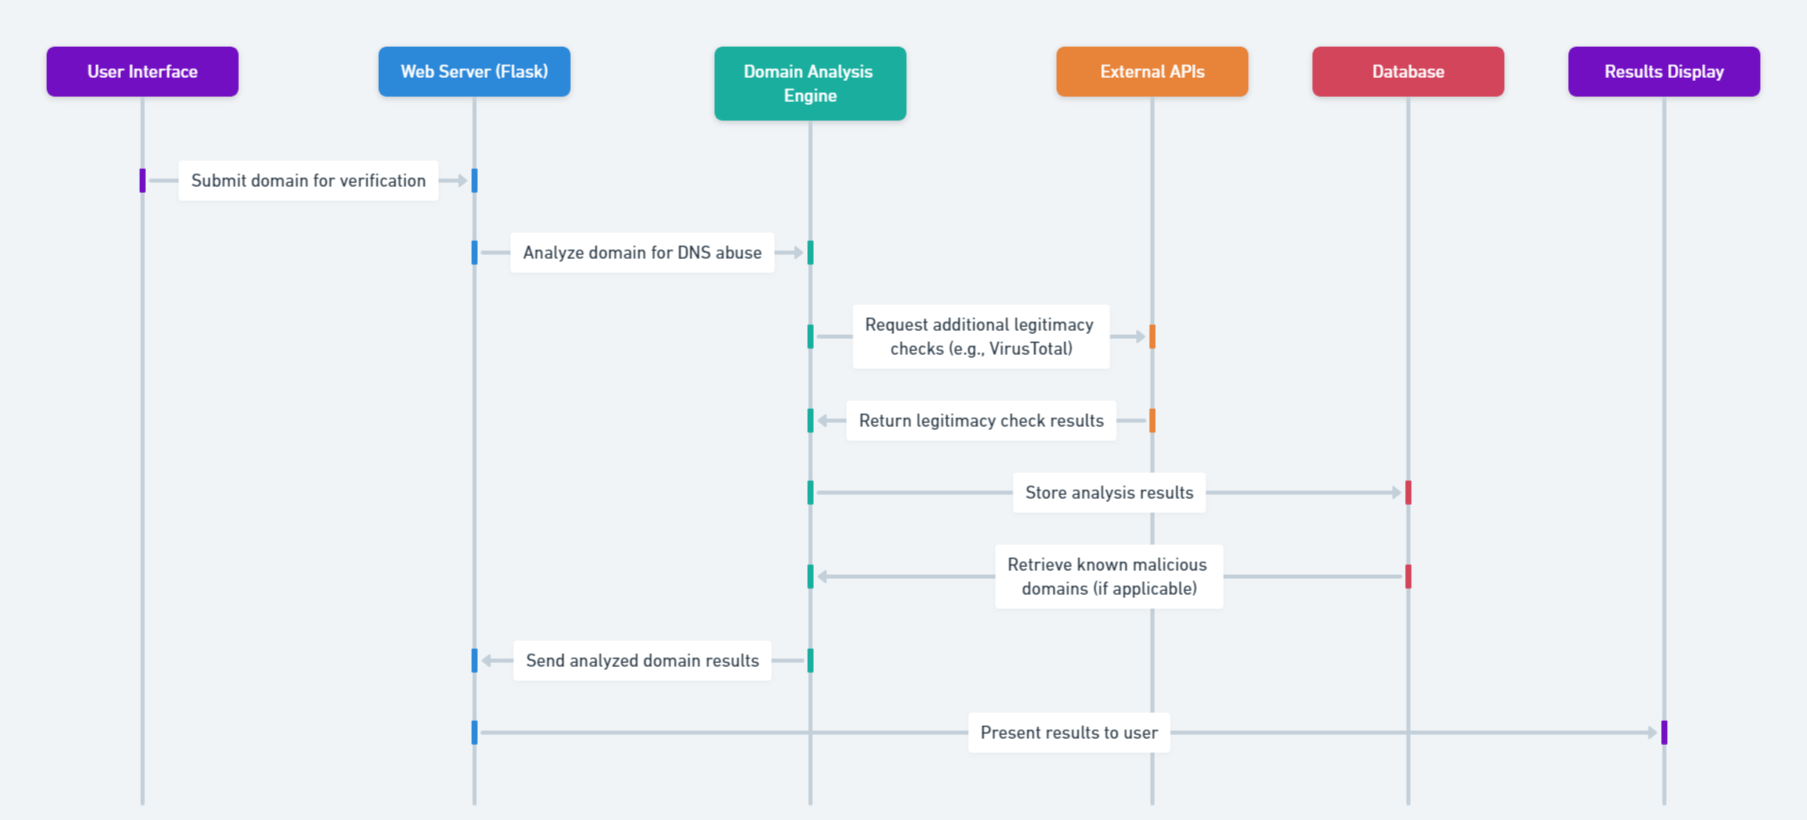 User Interface
Web Server (Flask)
Domain Analysis
Engine
External APIs
Database
Results Display
Submit domain for verification
Analyze domain for DNS abuse
Request additional legitimacy
checks (e.g., VirusTotal)
Return legitimacy check results
Store analysis results
Retrieve known malicious
domains (if applicable)
Send analyzed domain results
Present results to user